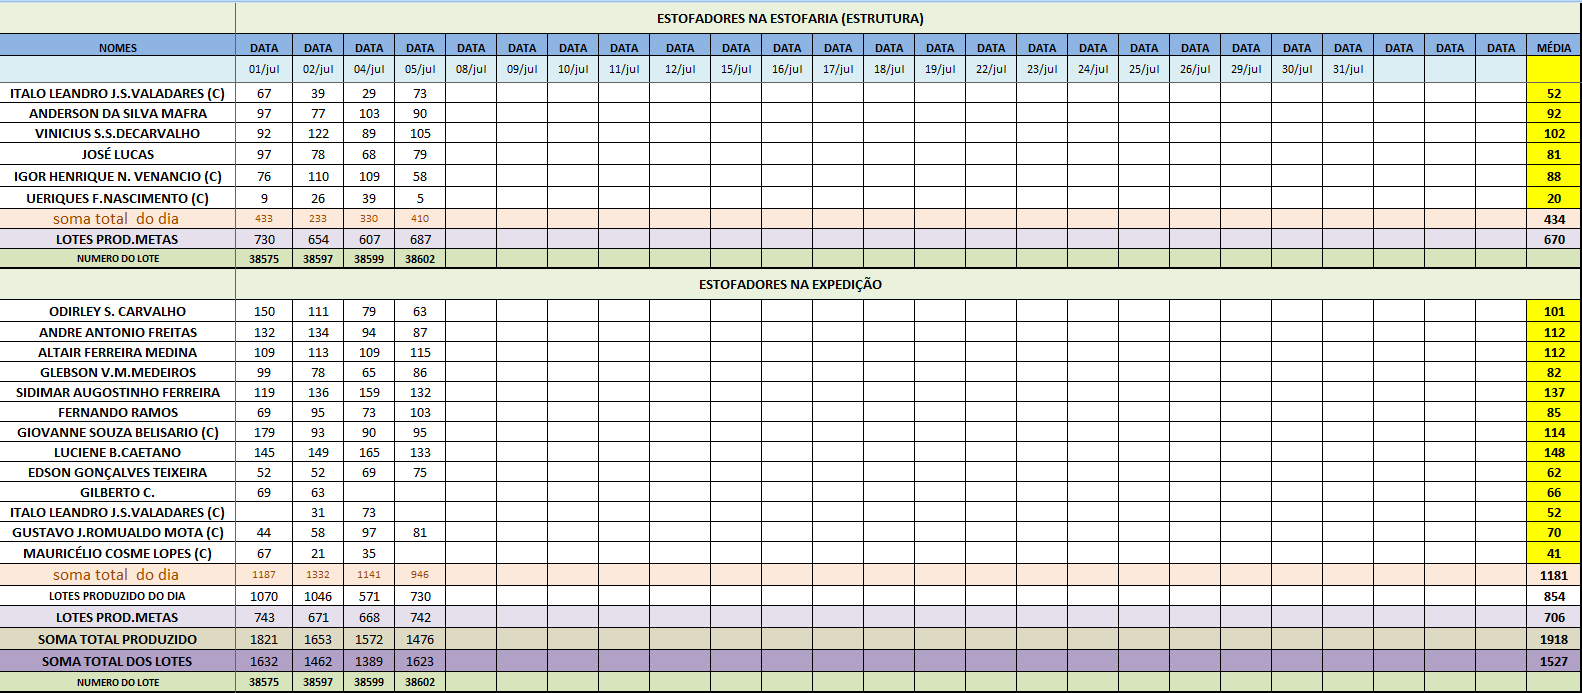 ESTOFADORES NA ESTOFARIA (ESTRUTURA)
NOMES DATA DATA DATA DATA DATA DATA DATA DATA DATA DATA DATA DATA DATA DATA DATA DATA DATA DATA DATA DATA DATA DATA DATA DATA DATA MÉDIA
01/jul 02/jul 04/jul 05/jul 08/jul 09/jul 10/jul 11/jul 12/jul 15/jul 16/jul 17/jul 18/jul 19/jul 22/jul 23/jul 24/jul 25/jul 26/jul 29/jul 30/jul 31/jul
ITALO LEANDRO J.S.VALADARES (C) 67 39 29 73 52
ANDERSON DA SILVA MAFRA 97 77 103 90 92
VINICIUS S.S.DECARVALHO 92 122 89 105 102
JOSÉ LUCAS 97 78 68 79 81
IGOR HENRIQUE N. VENANCIO (C) 76 110 109 58 88
UERIQUES F.NASCIMENTO (C) 9 26 39 5 20
soma total do dia 433 233 330 410 434
LOTES PROD.METAS 730 654 607 687 670
NUMERO DO LOTE 38575 38597 38599 38602
ESTOFADORES NA EXPEDIÇÃO
ODIRLEY S. CARVALHO 150 111 79 63 101
ANDRE ANTONIO FREITAS 132 134 94 87 112
ALTAIR FERREIRA MEDINA 109 113 109 115 112
GLEBSON V.M.MEDEIROS 99 78 65 86 82
SIDIMAR AUGOSTINHO FERREIRA 119 136 159 132 137
FERNANDO RAMOS 69 95 73 103 85
GIOVANNE SOUZA BELISARIO (C) 179 93 90 95 114
LUCIENE B.CAETANO 145 149 165 133 148
EDSON GONÇALVES TEIXEIRA 52 52 69 75 62
GILBERTO C. 69 63 66
ITALO LEANDRO J.S.VALADARES (C) 31 73 52
GUSTAVO J.ROMUALDO MOTA (C) 44 58 97 81 70
MAURICÉLIO COSME LOPES (C) 67 21 35 41
soma total do dia 1187 1332 1141 946 1181
LOTES PRODUZIDO DO DIA 1070 1046 571 730 854
LOTES PROD.METAS 743 671 668 742 706
SOMA TOTAL PRODUZIDO 1821 1653 1572 1476 1918
SOMA TOTAL DOS LOTES 1632 1462 1389 1623 1527
NUMERO DO LOTE 38575 38597 38599 38602